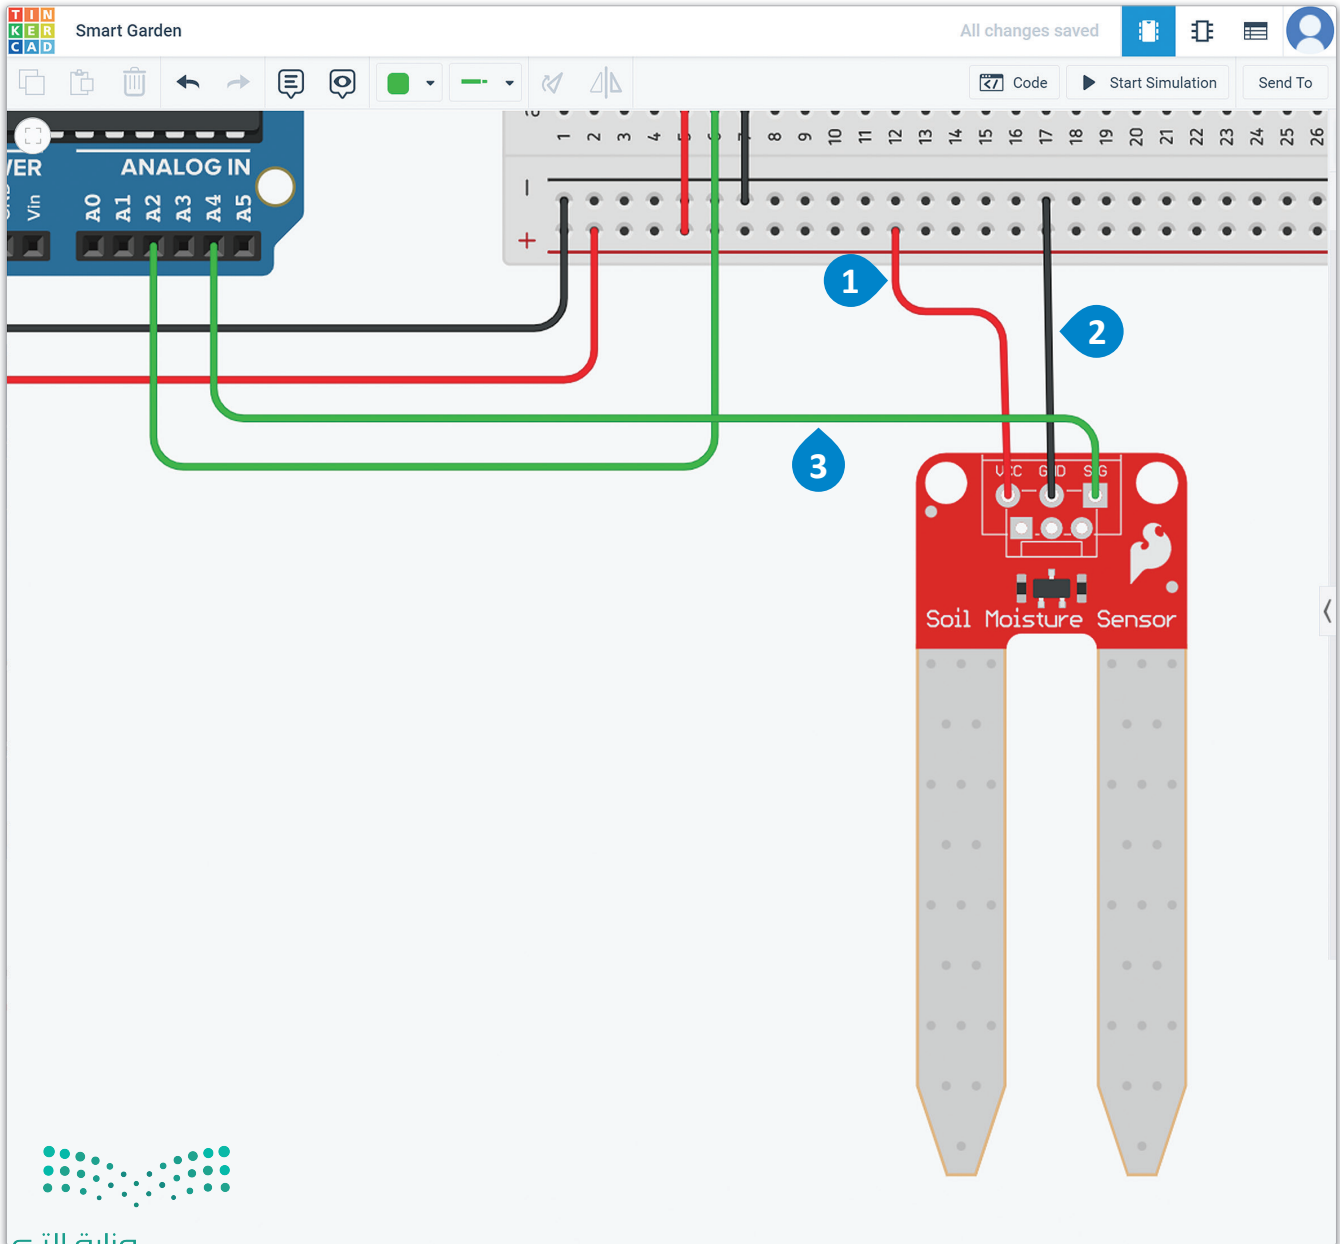 TIN
KER
CAD
Smart Garden
All changes saved
Code
Start Simulation
Send To
ANALOG IN
Vin
A0
A1
A2
A3
A4
A5
1 2 3 4 5 6 7 8 9 10 11 12 13 14 15 16 17 18 19 20 21 22 23 24 25 26
1
2
3
VCC GND SIG
Soil Moisture Sensor